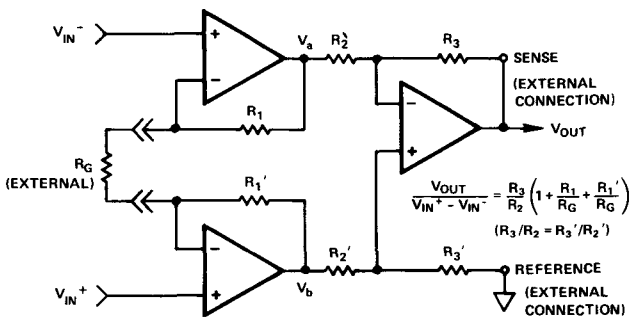 V_IN^-
+
−
V_a
R_2`
R_3
SENSE
(EXTERNAL
CONNECTION)
R_1
−
+
V_OUT
R_G
(EXTERNAL)
V_OUT / (V_IN^+ - V_IN^-) = R_3/R_2 (1 + R_1/R_G + R_1'/R_G)
(R_3/R_2 = R_3'/R_2')
R_1'
−
+
V_b
R_2'
R_3'
REFERENCE
(EXTERNAL
CONNECTION)
V_IN^+